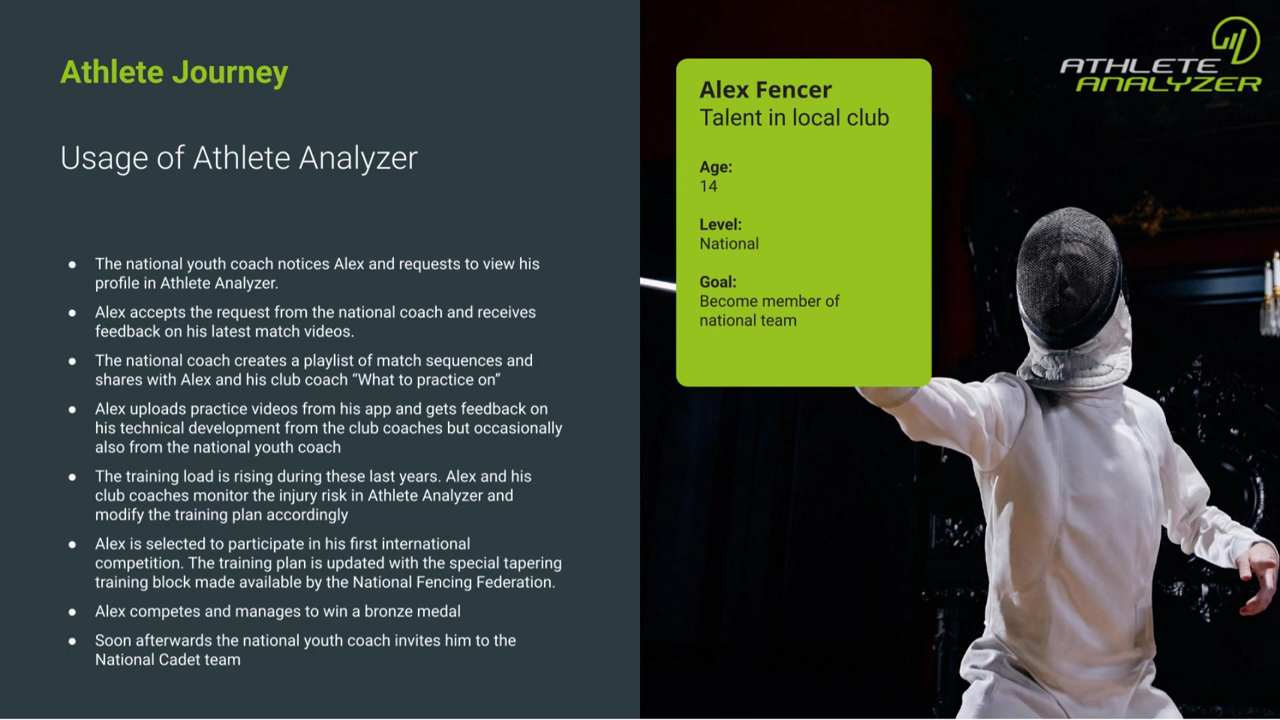 Athlete Journey
Usage of Athlete Analyzer
● The national youth coach notices Alex and requests to view his
profile in Athlete Analyzer.
● Alex accepts the request from the national coach and receives
feedback on his latest match videos.
● The national coach creates a playlist of match sequences and
shares with Alex and his club coach “What to practice on”
● Alex uploads practice videos from his app and gets feedback on
his technical development from the club coaches but occasionally
also from the national youth coach
● The training load is rising during these last years. Alex and his
club coaches monitor the injury risk in Athlete Analyzer and
modify the training plan accordingly
● Alex is selected to participate in his first international
competition. The training plan is updated with the special tapering
training block made available by the National Fencing Federation.
● Alex competes and manages to win a bronze medal
● Soon afterwards the national youth coach invites him to the
National Cadet team
Alex Fencer
Talent in local club
Age:
14
Level:
National
Goal:
Become member of
national team
ATHLETE
ANALYZER